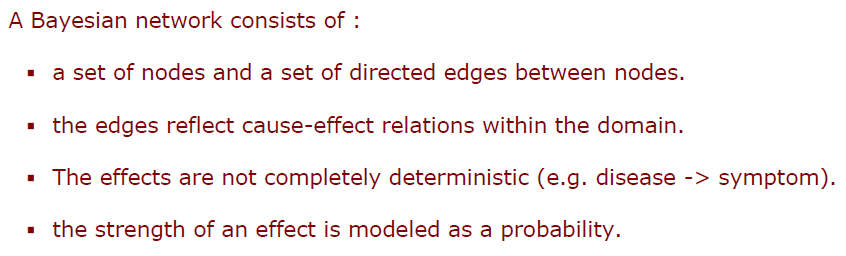 A Bayesian network consists of :
▪ a set of nodes and a set of directed edges between nodes.
▪ the edges reflect cause-effect relations within the domain.
▪ The effects are not completely deterministic (e.g. disease -> symptom).
▪ the strength of an effect is modeled as a probability.